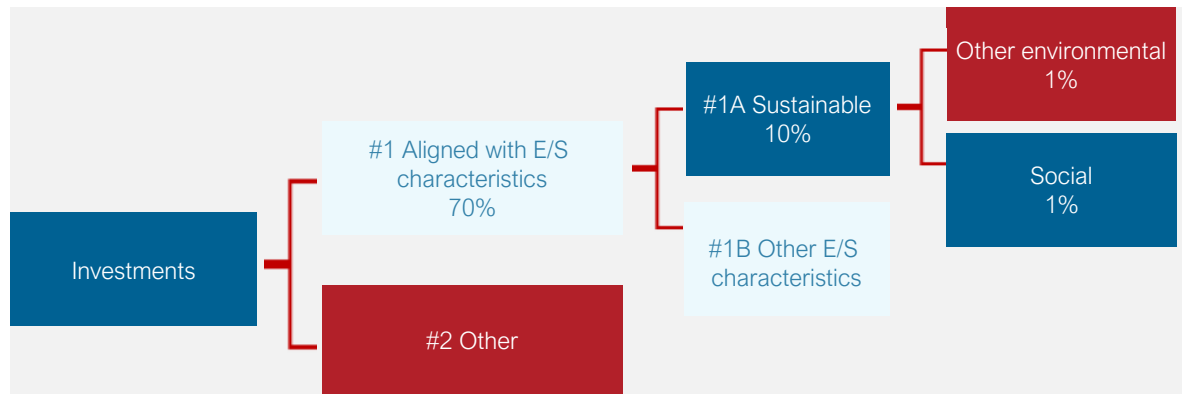 Investments
#1 Aligned with E/S
characteristics
70%
#2 Other
#1A Sustainable
10%
#1B Other E/S
characteristics
Other environmental
1%
Social
1%